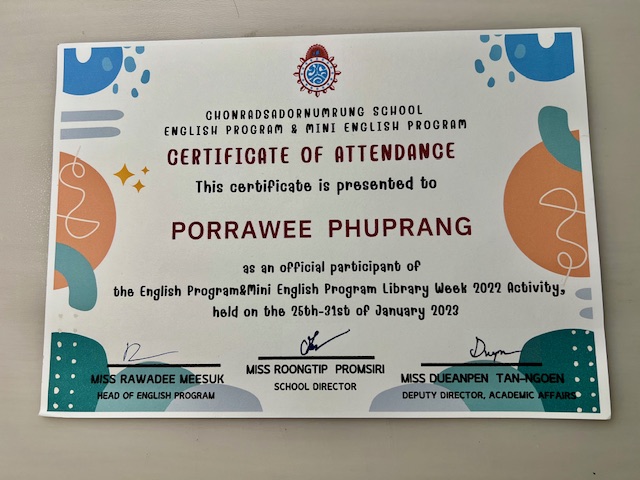 CHONRADSADORNUMRUNG SCHOOL
ENGLISH PROGRAM & MINI ENGLISH PROGRAM
CERTIFICATE OF ATTENDANCE
This certificate is presented to
PORRAWEE PHUPRANG
as an official participant of
the English Program&Mini English Program Library Week 2022 Activity,
held on the 25th-31st of January 2023
MISS RAWADEE MEESUK
HEAD OF ENGLISH PROGRAM
MISS ROONGTIP PROMSIRI
SCHOOL DIRECTOR
MISS DUEANPEN TAN-NGOEN
DEPUTY DIRECTOR, ACADEMIC AFFAIRS